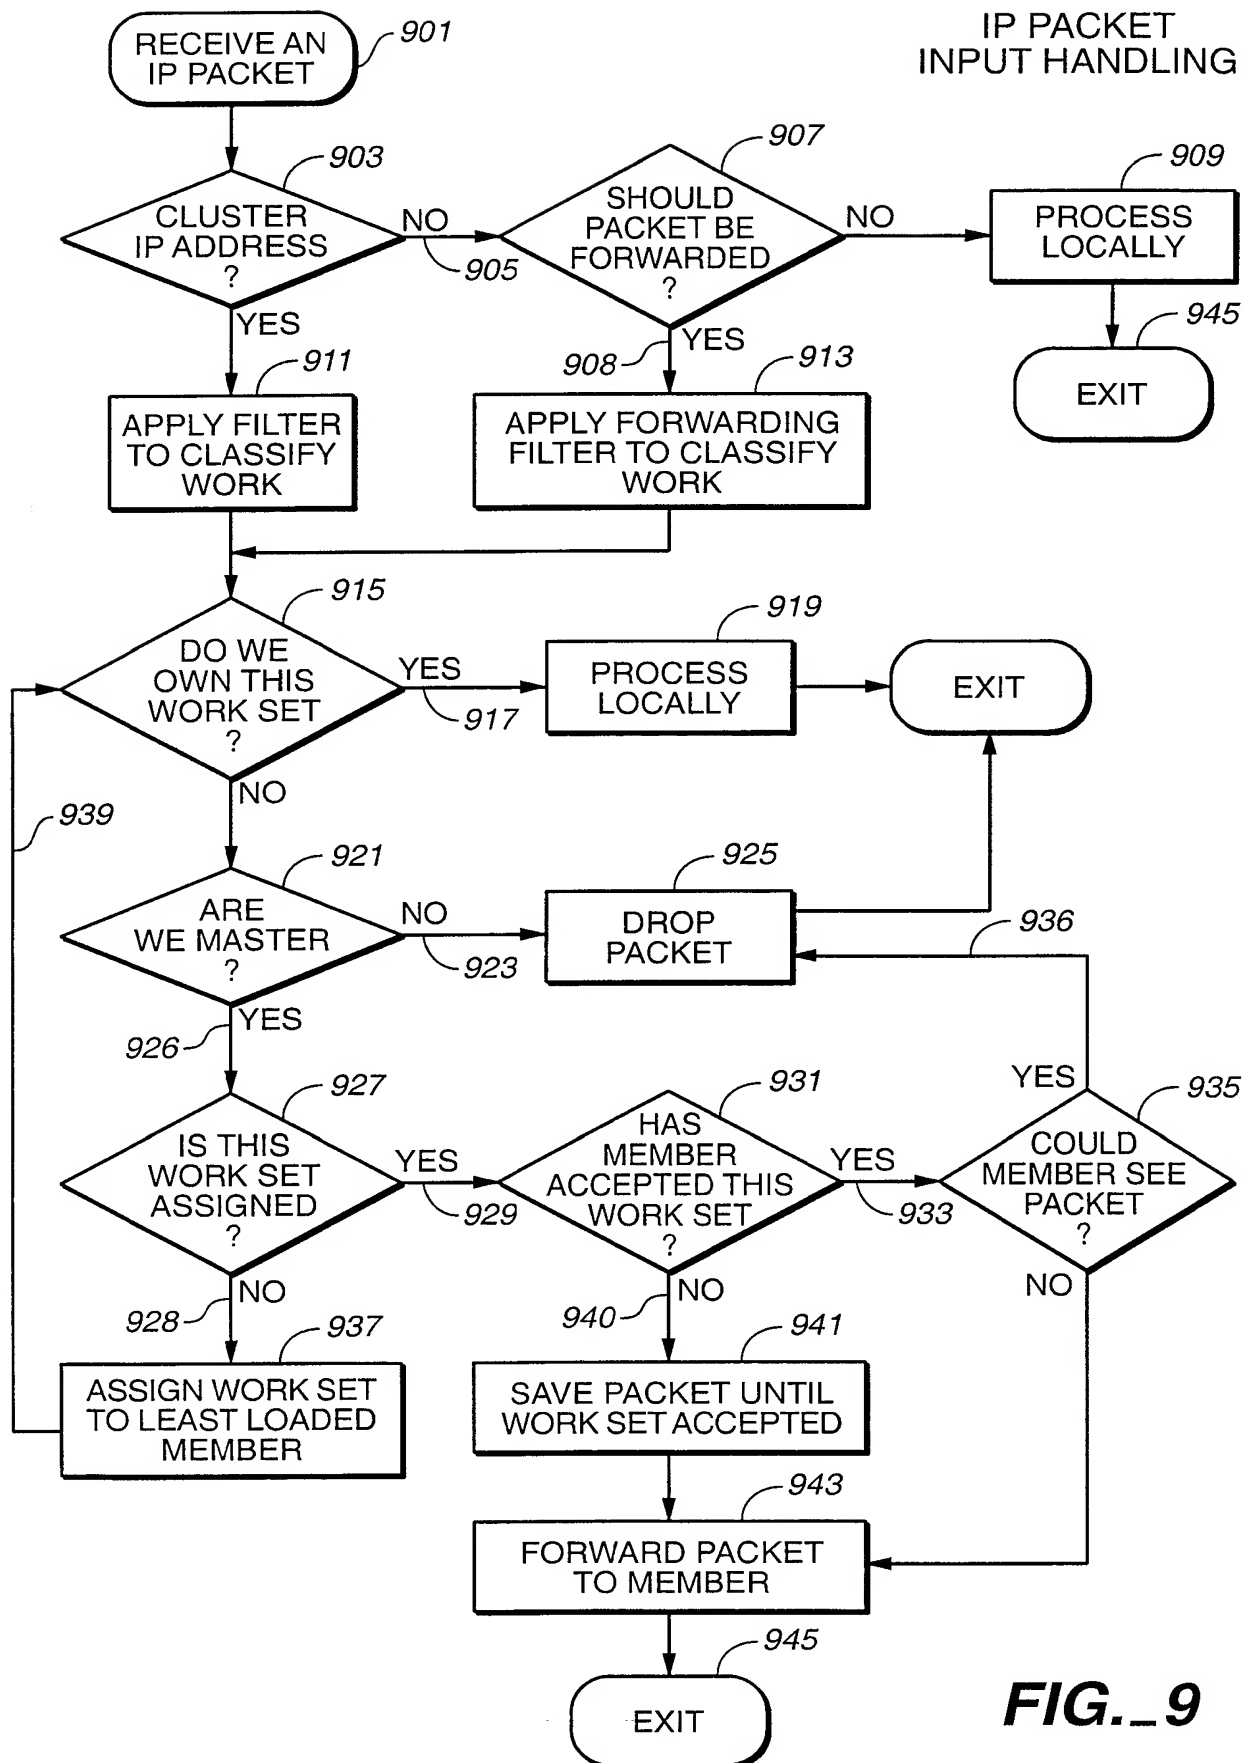 IP PACKET
INPUT HANDLING
RECEIVE AN
IP PACKET
901
903
CLUSTER
IP ADDRESS
?
NO
905
YES
907
SHOULD
PACKET BE
FORWARDED
?
NO
908
YES
909
PROCESS
LOCALLY
945
EXIT
911
APPLY FILTER
TO CLASSIFY
WORK
913
APPLY FORWARDING
FILTER TO CLASSIFY
WORK
915
DO WE
OWN THIS
WORK SET
?
YES
917
NO
919
PROCESS
LOCALLY
EXIT
939
921
ARE
WE MASTER
?
NO
923
925
DROP
PACKET
936
926
YES
927
IS THIS
WORK SET
ASSIGNED
?
YES
929
931
HAS
MEMBER
ACCEPTED THIS
WORK SET
?
YES
933
YES
935
COULD
MEMBER SEE
PACKET
?
NO
928
NO
937
ASSIGN WORK SET
TO LEAST LOADED
MEMBER
940
NO
941
SAVE PACKET UNTIL
WORK SET ACCEPTED
943
FORWARD PACKET
TO MEMBER
945
EXIT
FIG._9